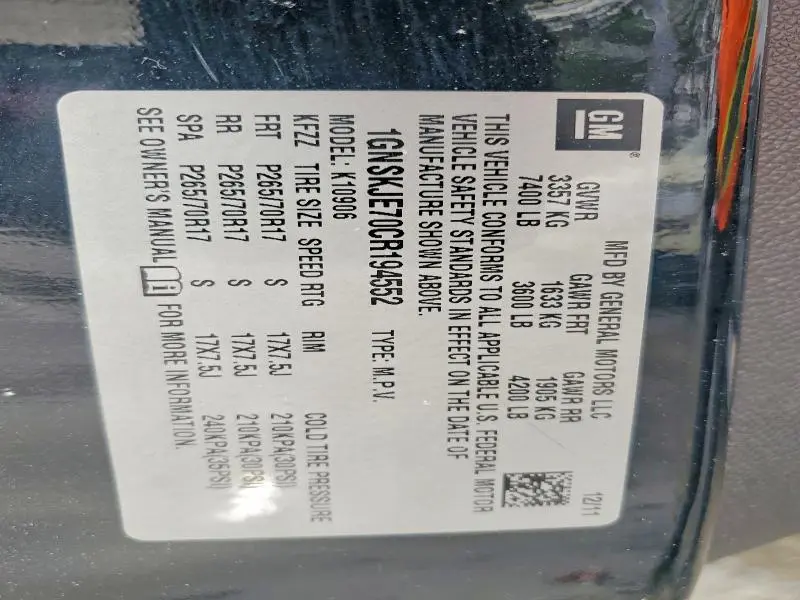 GM®
MFD BY GENERAL MOTORS LLC 12/11
GVWR GAWR FRT GAWR RR
3357 KG 1633 KG 1905 KG
7400 LB 3600 LB 4200 LB
THIS VEHICLE CONFORMS TO ALL APPLICABLE U.S. FEDERAL MOTOR
VEHICLE SAFETY STANDARDS IN EFFECT ON THE DATE OF
MANUFACTURE SHOWN ABOVE.
1GNSKJE70CR194552 TYPE: M.P.V.
MODEL: K10906
KFZZ TIRE SIZE SPEED RTG RIM COLD TIRE PRESSURE
FRT P265/70R17 S 17X7.5J 210KPA(30PSI)
RR P265/70R17 S 17X7.5J 210KPA(30PSI)
SPA P265/70R17 S 17X7.5J 240KPA(35PSI)
SEE OWNER'S MANUAL FOR MORE INFORMATION.